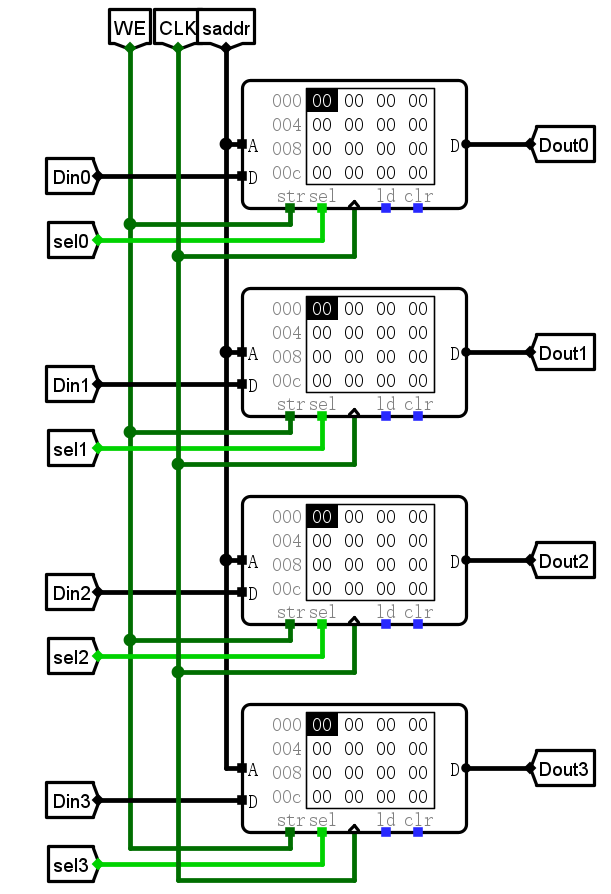 WE CLK saddr
000 00 00 00 00
004 00 00 00 00
A 008 00 00 00 00 D Dout0
Din0 D 00c 00 00 00 00
str sel ld clr
sel0
000 00 00 00 00
004 00 00 00 00
A 008 00 00 00 00 D Dout1
Din1 D 00c 00 00 00 00
str sel ld clr
sel1
000 00 00 00 00
004 00 00 00 00
A 008 00 00 00 00 D Dout2
Din2 D 00c 00 00 00 00
str sel ld clr
sel2
000 00 00 00 00
004 00 00 00 00
A 008 00 00 00 00 D Dout3
Din3 D 00c 00 00 00 00
str sel ld clr
sel3